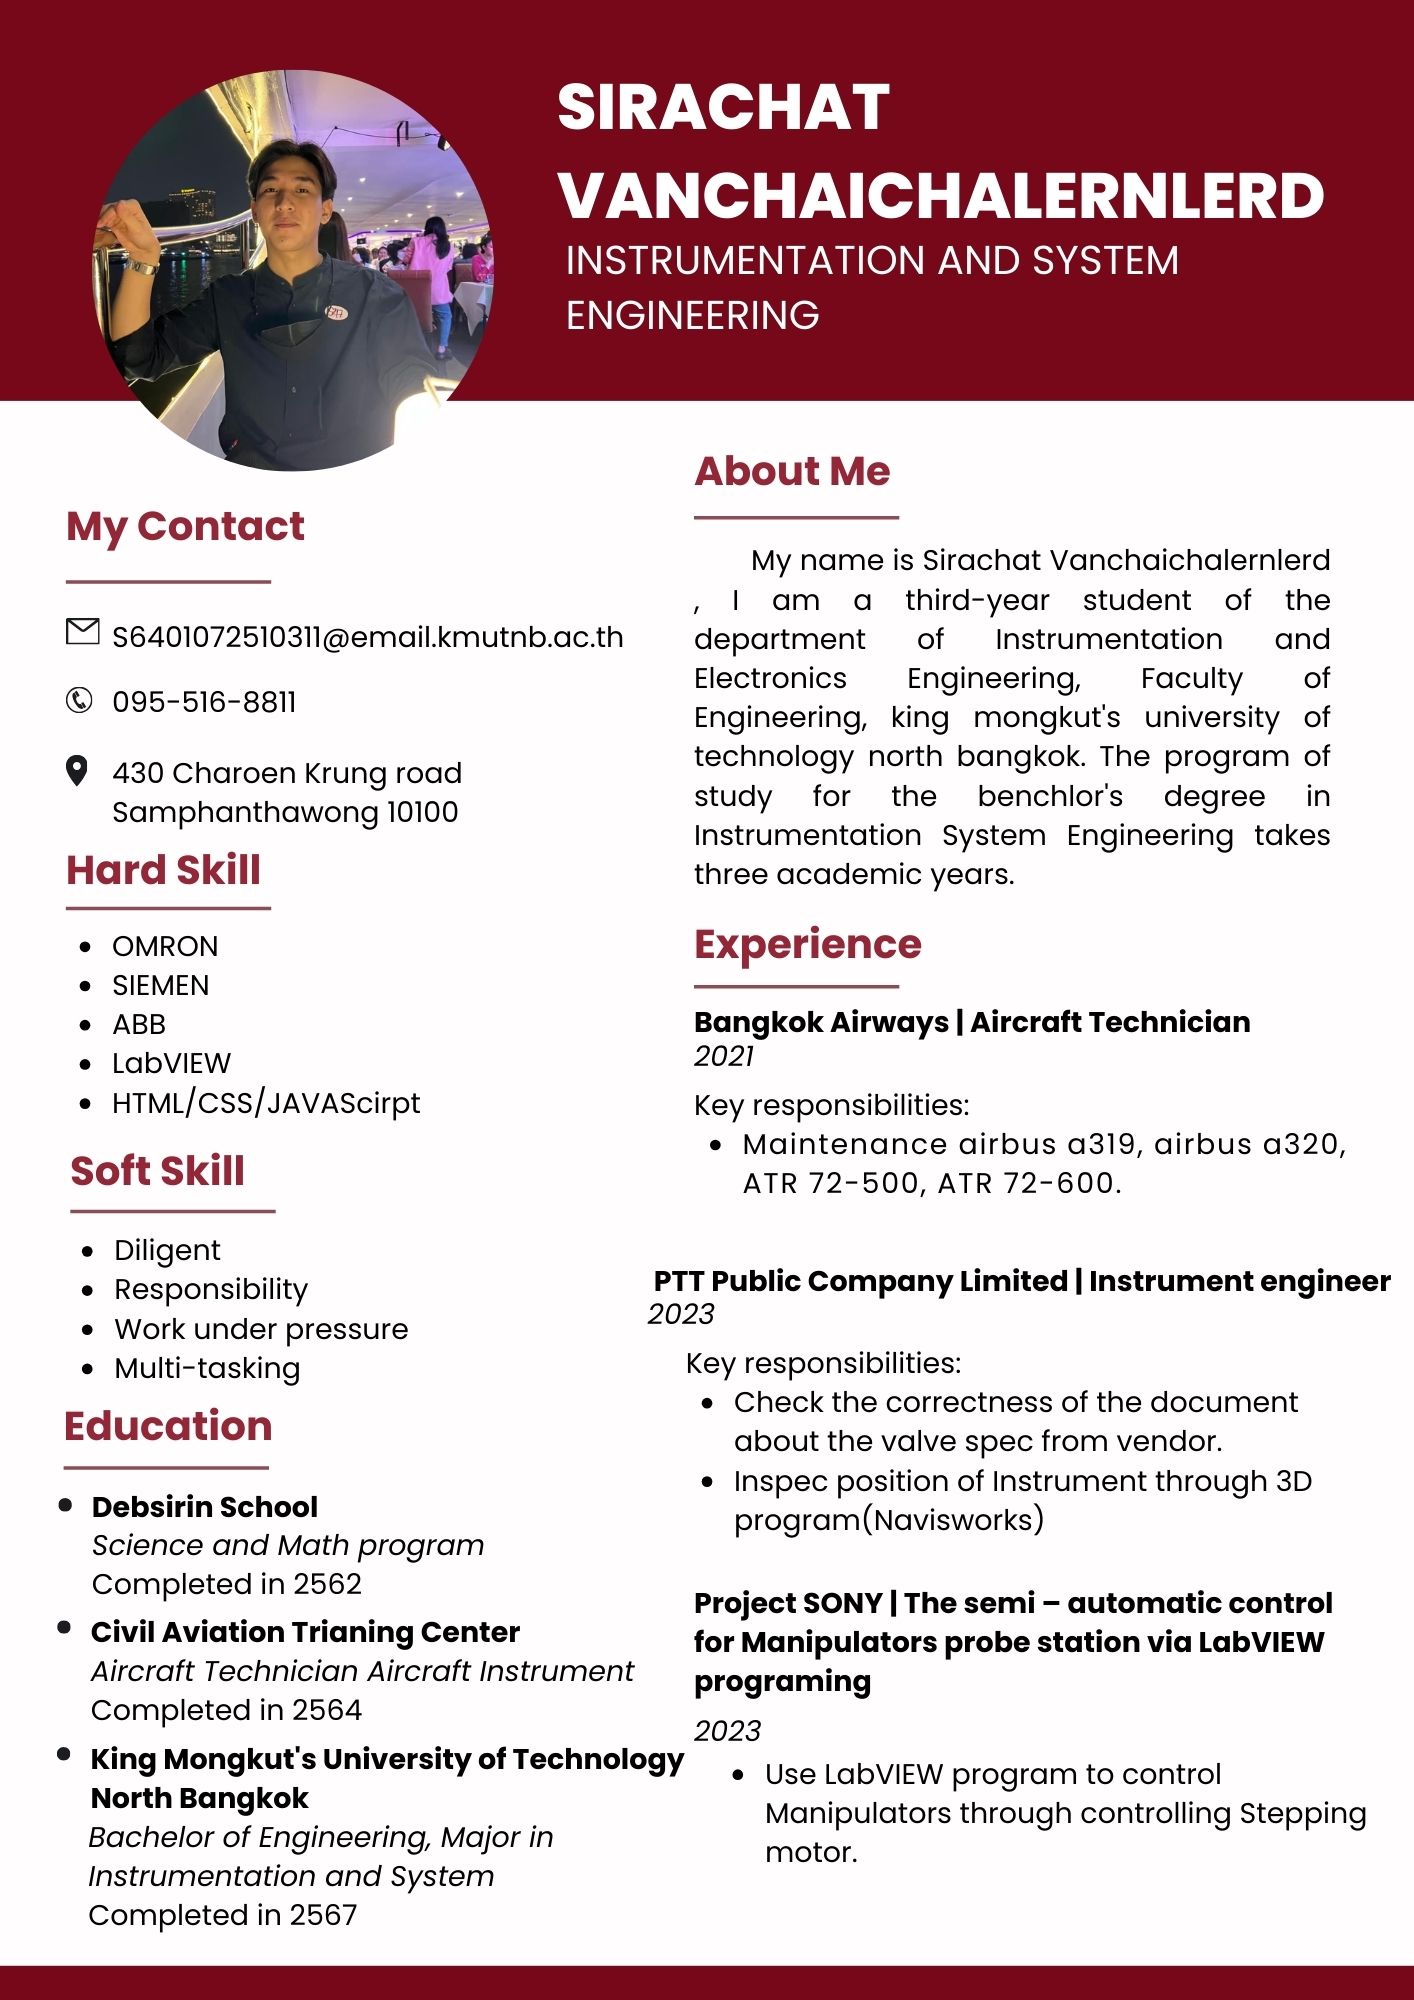 SIRACHAT
VANCHAICHALERNLERD
INSTRUMENTATION AND SYSTEM
ENGINEERING
My Contact
S6401072510311@email.kmutnb.ac.th
095-516-8811
430 Charoen Krung road
Samphanthawong 10100
Hard Skill
OMRON
SIEMEN
ABB
LabVIEW
HTML/CSS/JAVAScirpt
Soft Skill
Diligent
Responsibility
Work under pressure
Multi-tasking
Education
Debsirin School
Science and Math program
Completed in 2562
Civil Aviation Trianing Center
Aircraft Technician Aircraft Instrument
Completed in 2564
King Mongkut's University of Technology
North Bangkok
Bachelor of Engineering, Major in
Instrumentation and System
Completed in 2567
About Me
My name is Sirachat Vanchaichalernlerd
, I am a third-year student of the
department of Instrumentation and
Electronics Engineering, Faculty of
Engineering, king mongkut's university of
technology north bangkok. The program of
study for the benchlor's degree in
Instrumentation System Engineering takes
three academic years.
Experience
Bangkok Airways | Aircraft Technician
2021
Key responsibilities:
Maintenance airbus a319, airbus a320,
ATR 72-500, ATR 72-600.
PTT Public Company Limited | Instrument engineer
2023
Key responsibilities:
Check the correctness of the document
about the valve spec from vendor.
Inspec position of Instrument through 3D
program(Navisworks)
Project SONY | The semi – automatic control
for Manipulators probe station via LabVIEW
programing
2023
Use LabVIEW program to control
Manipulators through controlling Stepping
motor.